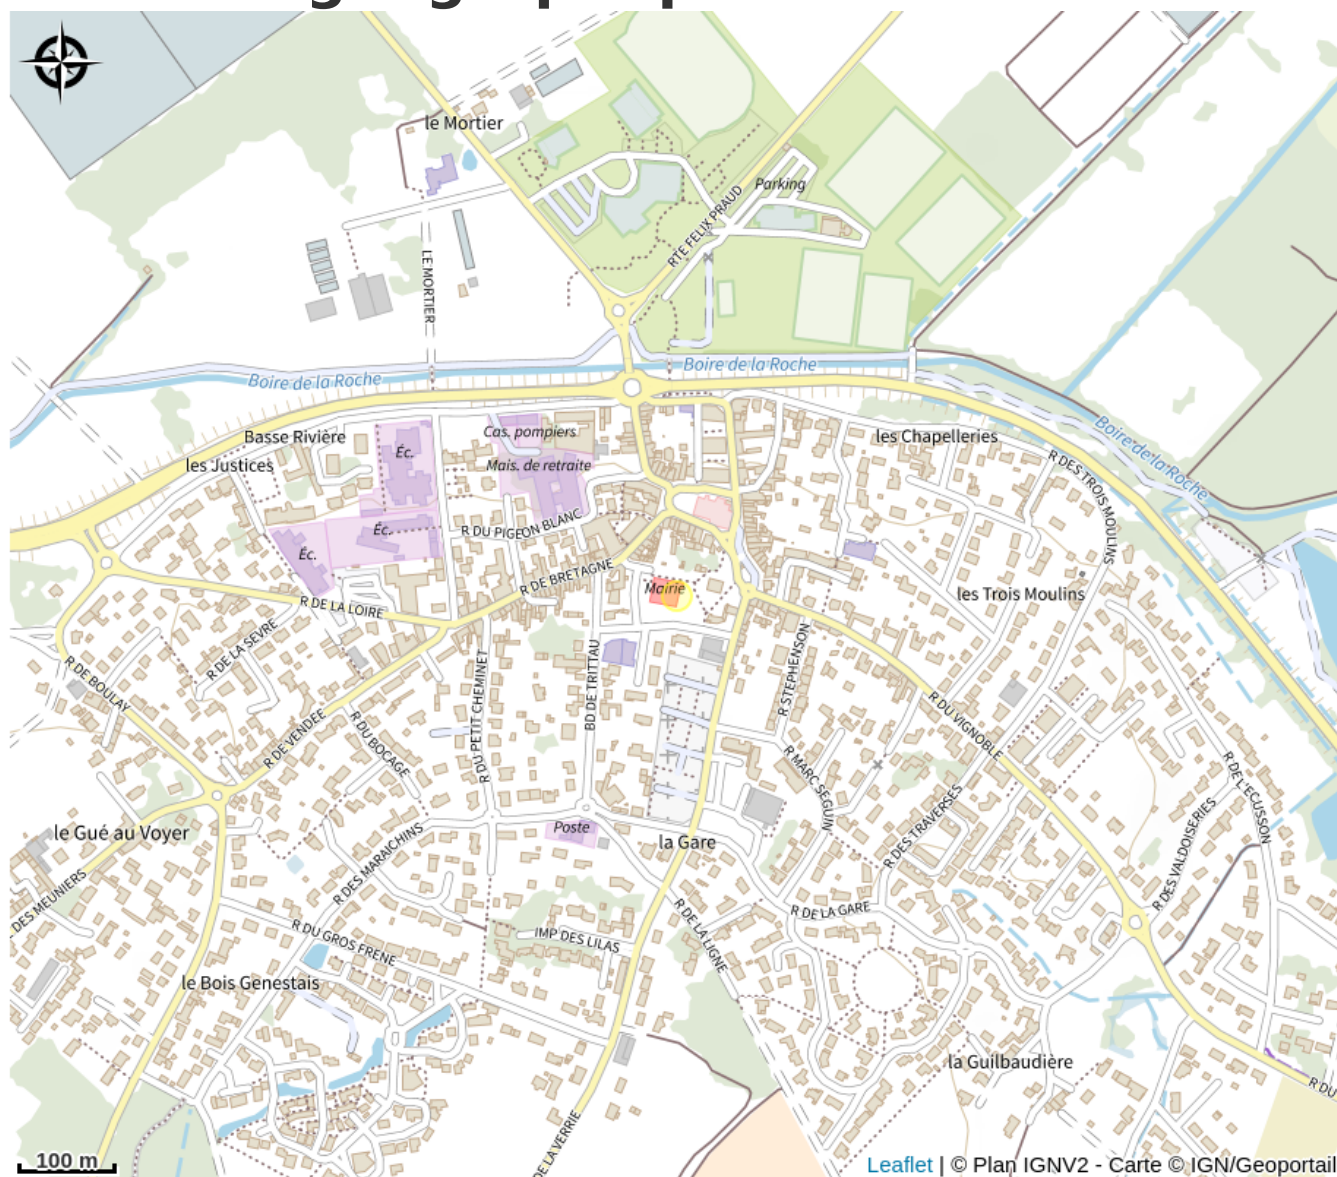 le Mortier
Parking
RTE FELIX PRAUD
LE MORTIER
Boire de la Roche
Boire de la Roche
Boire de la Roche
Basse Rivière
les Justices
Éc.
Cas. pompiers
Mais. de retraite
les Chapelleries
R DES TROIS MOULINS
Éc.
Éc.
R DU PIGEON BLANC
R DE BRETAGNE
Mairie
les Trois Moulins
R DE LA LOIRE
R DE LA SEVRE
R DE BOULAY
R DE VENDEE
R DU BOCAGE
R DU PETIT CHEMINET
BD DE TRITTAU
R STEPHENSON
R DU VIGNOBLE
R MARC SEGUIN
R DES TRAVERSES
R DE L'ECUSSON
R DES VALDOISERIES
le Gué au Voyer
DES MEUNIERS
R DES MARAICHINS
Poste
la Gare
R DE LA GARE
R DE LA LIGNE
IMP DES LILAS
R DU GROS FRENE
le Bois Genestais
la Guilbaudière
R DU
DE LA VERRIE
100 m
Leaflet | © Plan IGNV2 - Carte © IGN/Geoportail